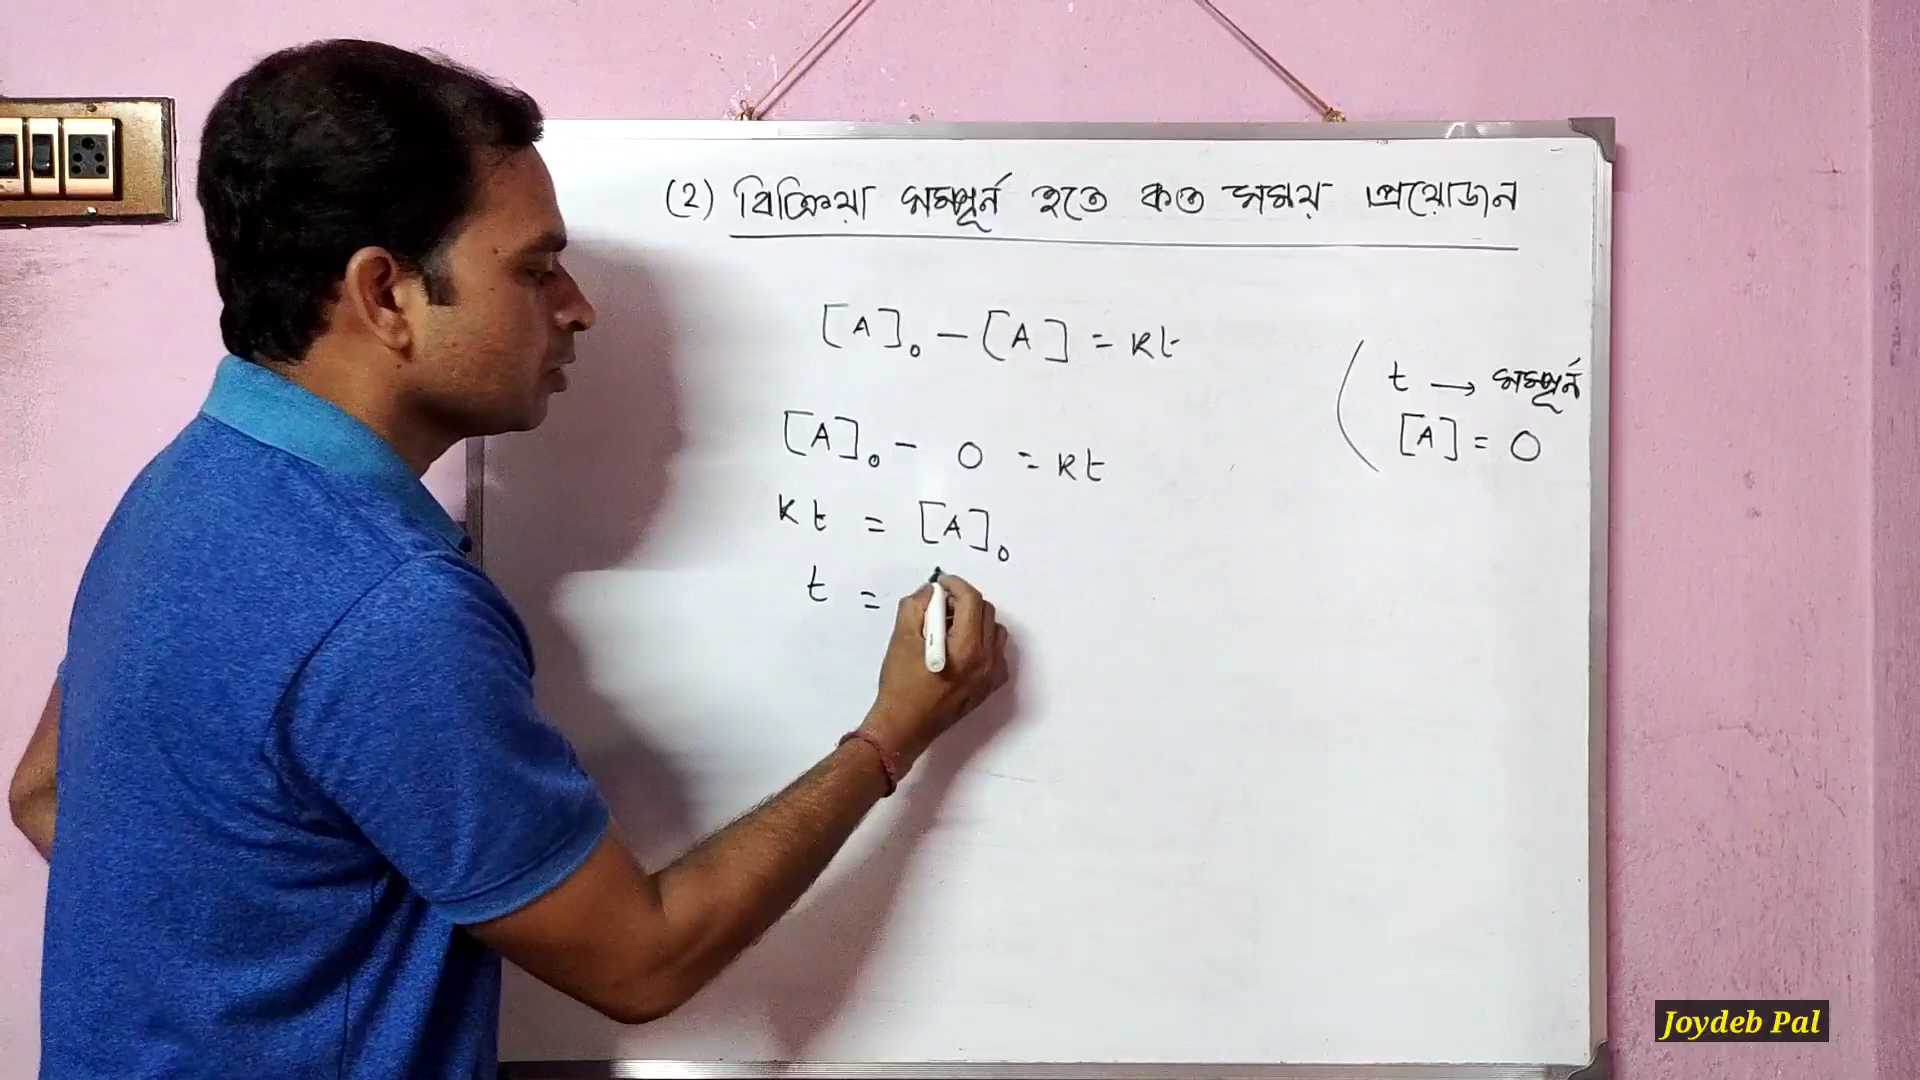 (2) বিক্রিয়া সম্পূর্ন হতে কত সময় প্রয়োজন
[A]₀ - [A] = Kt
t → সম্পূর্ন
[A] = 0
[A]₀ - 0 = Kt
Kt = [A]₀
t =
Joydeb Pal